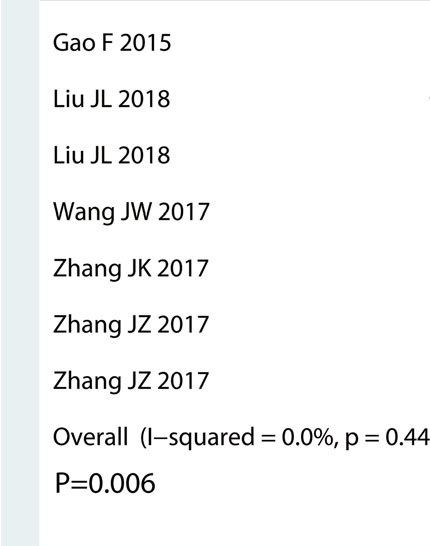 Gao F 2015
Liu JL 2018
Liu JL 2018
Wang JW 2017
Zhang JK 2017
Zhang JZ 2017
Zhang JZ 2017
Overall (I−squared = 0.0%, p = 0.44
P=0.006